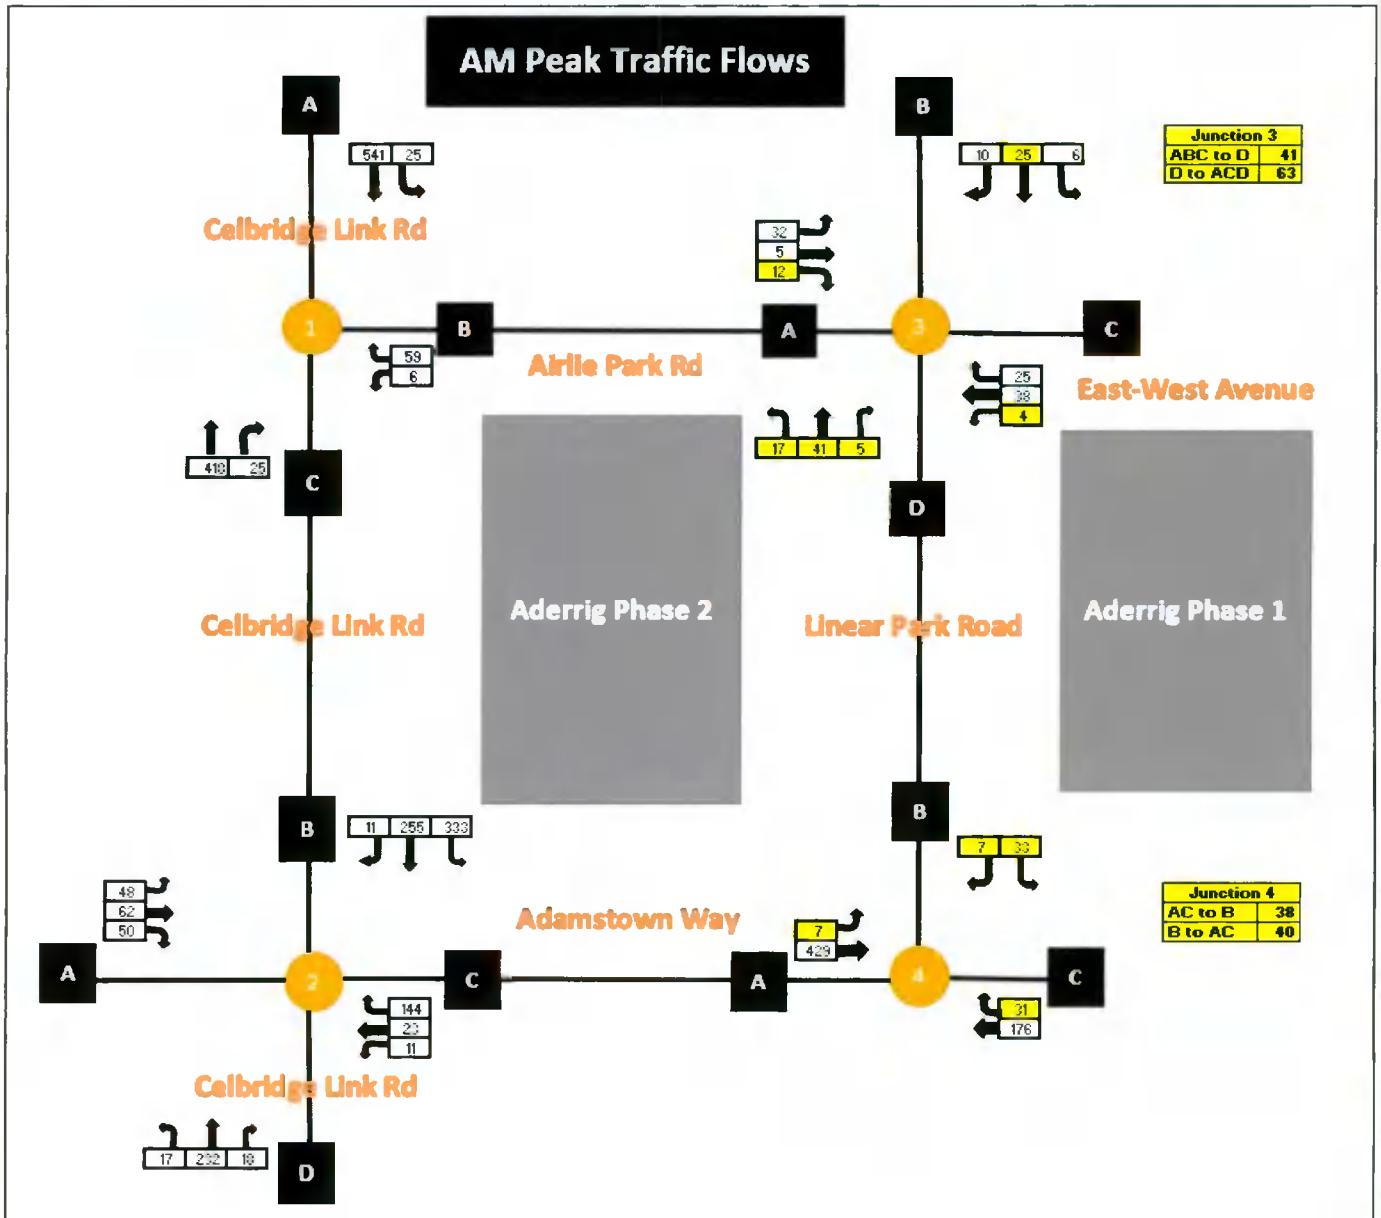 AM Peak Traffic Flows
A
B
541 25
10 25 6
Junction 3
ABC to D 41
D to ACD 63
Celbridge Link Rd
32
5
12
1
B
A
3
C
59
6
Airlie Park Rd
25
38
4
East-West Avenue
418 25
17 41 5
C
D
Aderrig Phase 2
Aderrig Phase 1
Celbridge Link Rd
Linear Park Road
B
11 255 333
B
7 33
48
62
50
Adamstown Way
7
429
Junction 4
AC to B 38
B to AC 40
A
2
C
A
4
C
144
11
31
176
Celbridge Link Rd
17 232 18
D